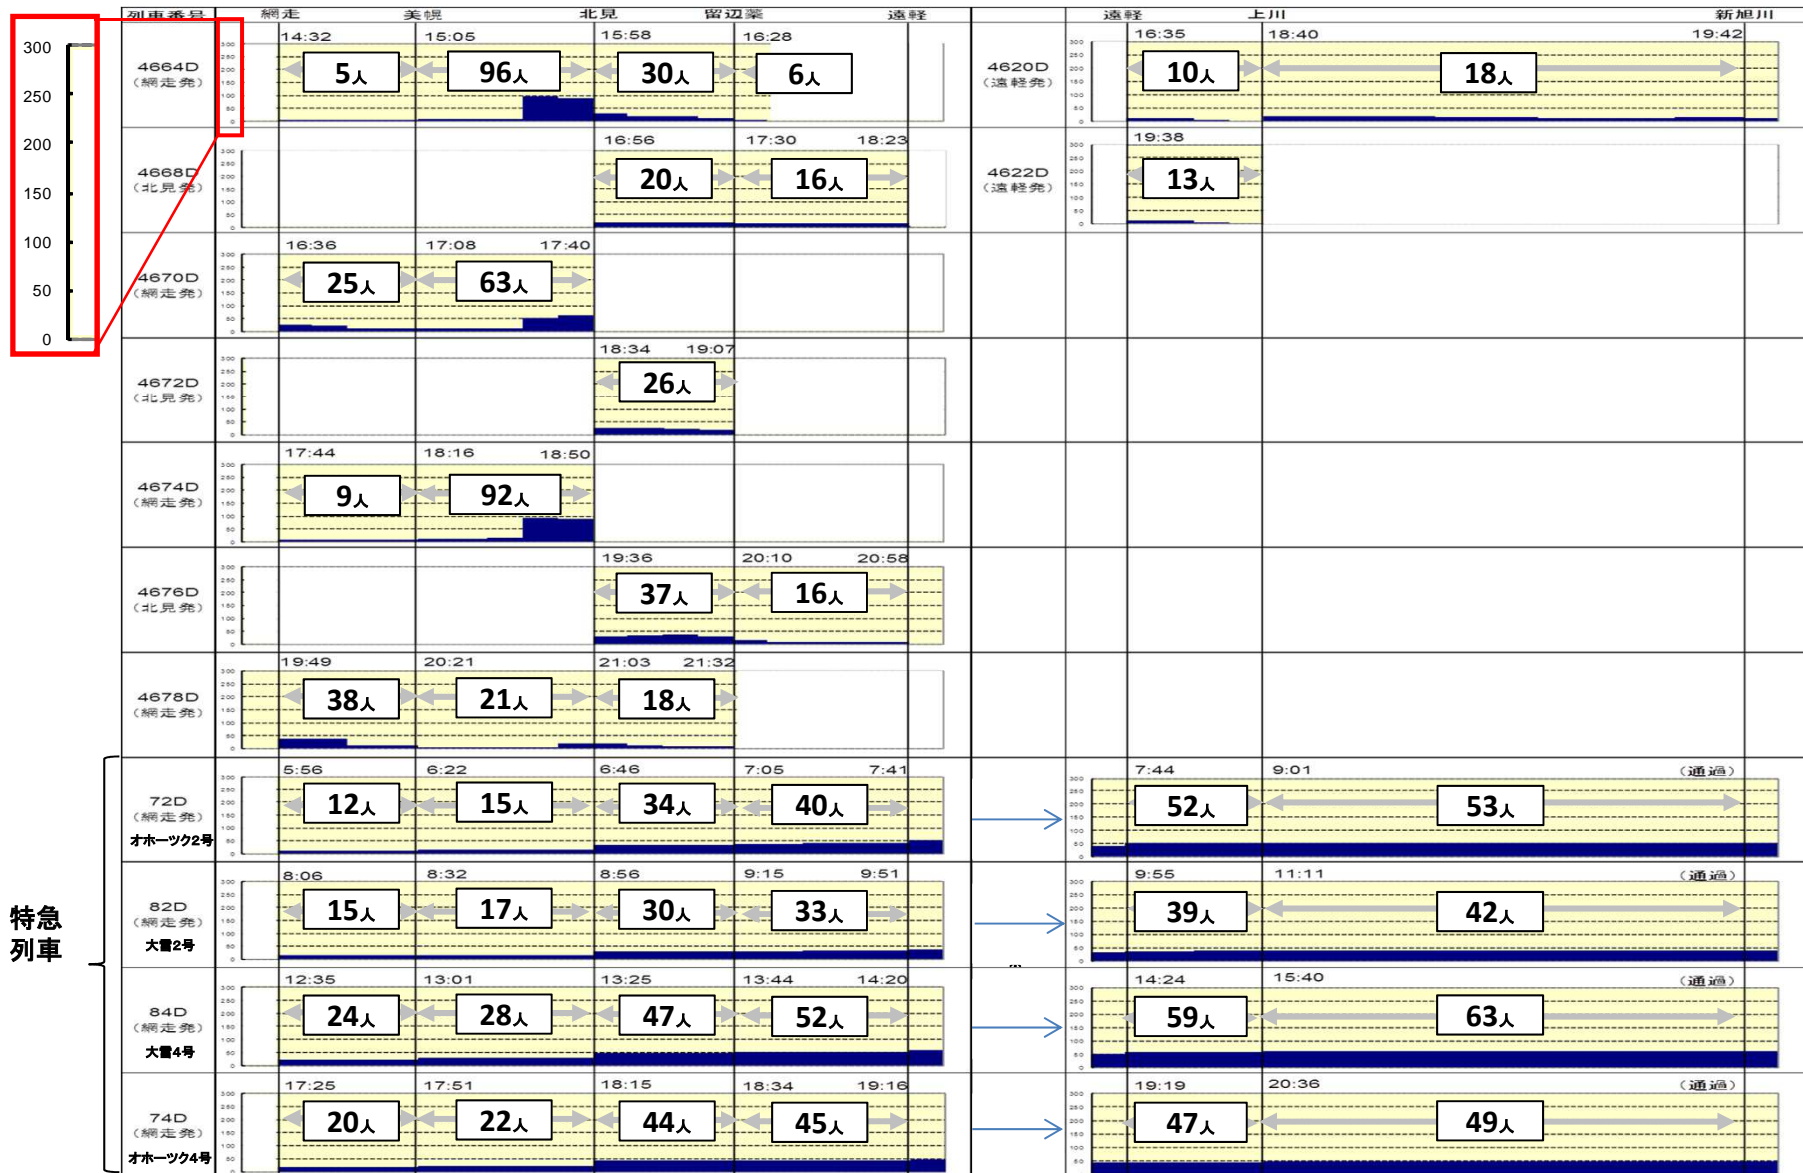 列車番号 網走 美幌 北見 留辺蘂 遠軽 遠軽 上川 新旭川
300
250
200
150
100
50
0
4664D
(網走発)
14:32 15:05 15:58 16:28
5人 96人 30人 6人
4620D
(遠軽発)
16:35 18:40 19:42
10人 18人
4668D
(北見発)
16:56 17:30 18:23
20人 16人
4622D
(遠軽発)
19:38
13人
4670D
(網走発)
16:36 17:08 17:40
25人 63人
4672D
(北見発)
18:34 19:07
26人
4674D
(網走発)
17:44 18:16 18:50
9人 92人
4676D
(北見発)
19:36 20:10 20:58
37人 16人
4678D
(網走発)
19:49 20:21 21:03 21:32
38人 21人 18人
特急
列車
72D
(網走発)
オホーツク2号
5:56 6:22 6:46 7:05 7:41
12人 15人 34人 40人
7:44 9:01 (通過)
52人 53人
82D
(網走発)
大雪2号
8:06 8:32 8:56 9:15 9:51
15人 17人 30人 33人
9:55 11:11 (通過)
39人 42人
84D
(網走発)
大雪4号
12:35 13:01 13:25 13:44 14:20
24人 28人 47人 52人
14:24 15:40 (通過)
59人 63人
74D
(網走発)
オホーツク4号
17:25 17:51 18:15 18:34 19:16
20人 22人 44人 45人
19:19 20:36 (通過)
47人 49人